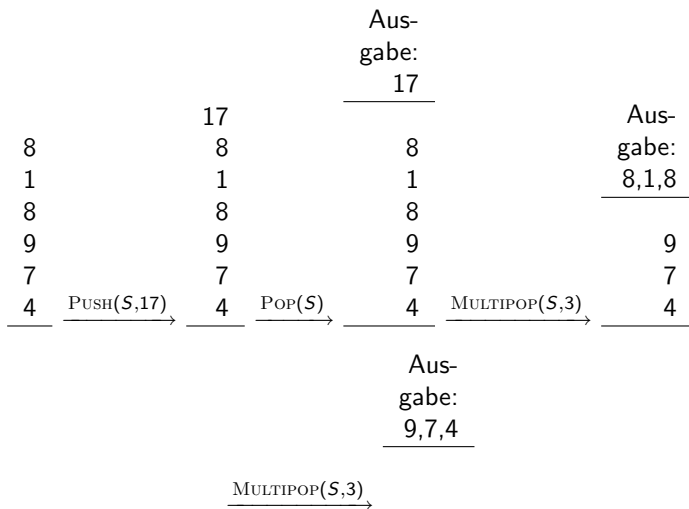 Aus-
gabe:
17
17
Aus-
8
8
8
gabe:
1
1
1
8,1,8
8
8
8
9
9
9
9
7
7
7
7
4
PUSH(S,17)
4
POP(S)
4
MULTIPOP(S,3)
4
Aus-
gabe:
9,7,4
MULTIPOP(S,3)